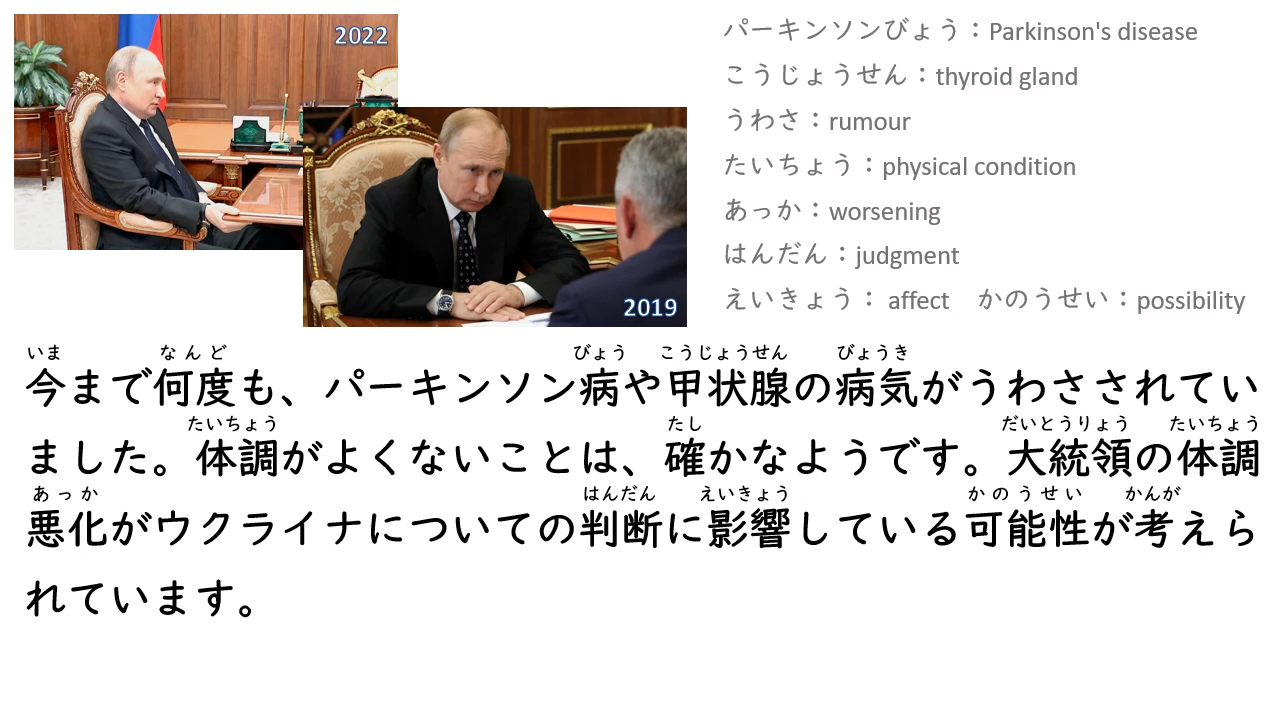 2022
2019
パーキンソンびょう：Parkinson's disease
こうじょうせん：thyroid gland
うわさ：rumour
たいちょう：physical condition
あっか：worsening
はんだん：judgment
えいきょう： affect　かのうせい：possibility
いま なんど びょう こうじょうせん びょうき
今まで何度も、パーキンソン病や甲状腺の病気がうわさされてい
たいちょう たし だいとうりょう たいちょう
ました。体調がよくないことは、確かなようです。大統領の体調
あっか はんだん えいきょう かのうせい かんが
悪化がウクライナについての判断に影響している可能性が考えら
れています。